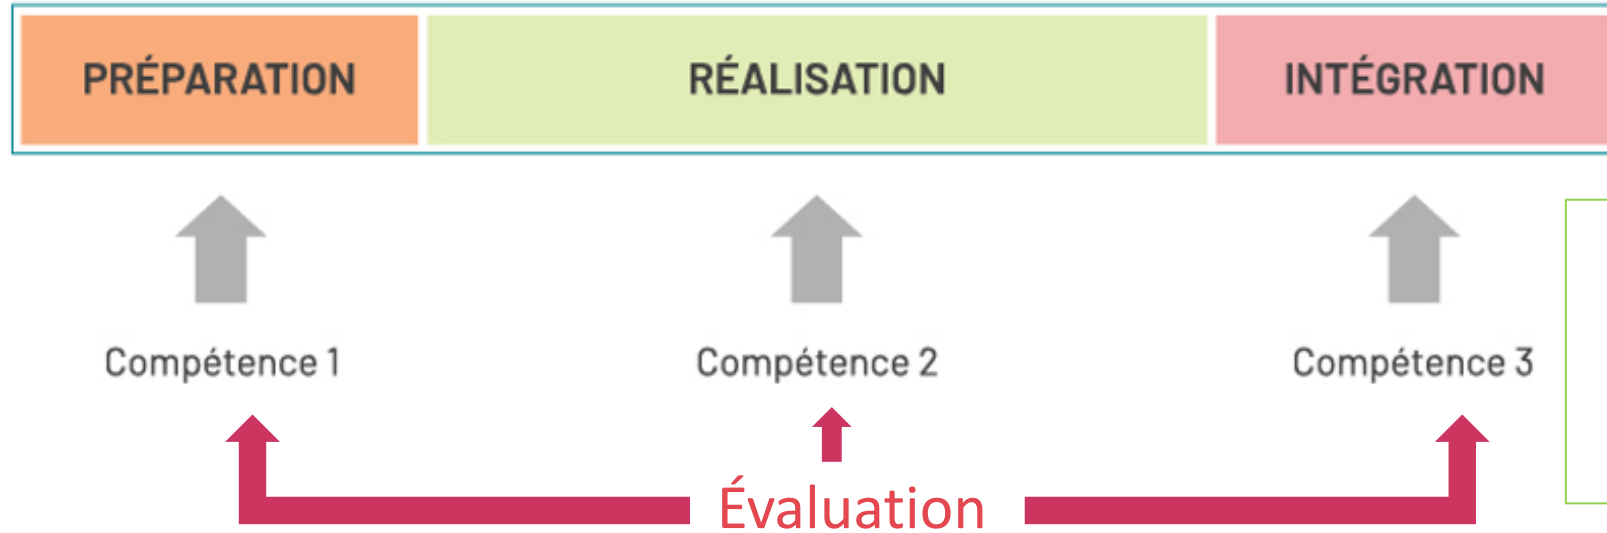 PRÉPARATION
RÉALISATION
INTÉGRATION
Compétence 1
Compétence 2
Compétence 3
Évaluation